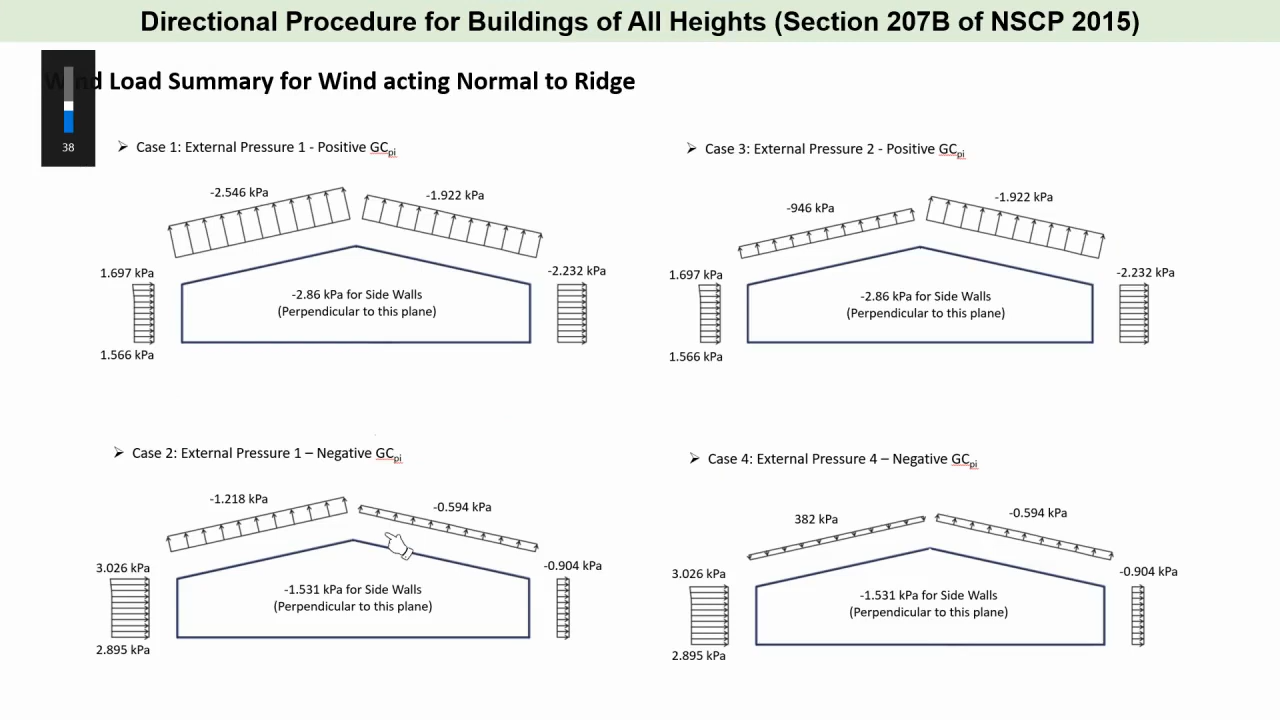 Directional Procedure for Buildings of All Heights (Section 207B of NSCP 2015)
Wind Load Summary for Wind acting Normal to Ridge
38
➢ Case 1: External Pressure 1 - Positive GCpi
-2.546 kPa
-1.922 kPa
1.697 kPa
-2.232 kPa
-2.86 kPa for Side Walls
(Perpendicular to this plane)
1.566 kPa
➢ Case 3: External Pressure 2 - Positive GCpi
-946 kPa
-1.922 kPa
1.697 kPa
-2.232 kPa
-2.86 kPa for Side Walls
(Perpendicular to this plane)
1.566 kPa
➢ Case 2: External Pressure 1 – Negative GCpi
-1.218 kPa
-0.594 kPa
3.026 kPa
-0.904 kPa
-1.531 kPa for Side Walls
(Perpendicular to this plane)
2.895 kPa
➢ Case 4: External Pressure 4 – Negative GCpi
382 kPa
-0.594 kPa
3.026 kPa
-0.904 kPa
-1.531 kPa for Side Walls
(Perpendicular to this plane)
2.895 kPa